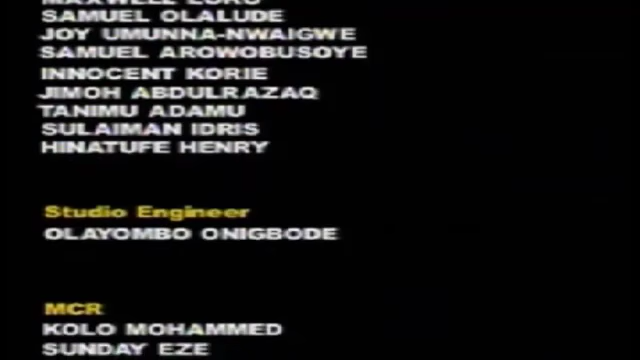 SAMUEL OLALUDE
JOY UMUNNA-NWAIGWE
SAMUEL AROWOBUSOYE
INNOCENT KORIE
JIMOH ABDULRAZAQ
TANIMU ADAMU
SULAIMAN IDRIS
HINATUFE HENRY
Studio Engineer
OLAYOMBO ONIGBODE
MCR
KOLO MOHAMMED
SUNDAY EZE